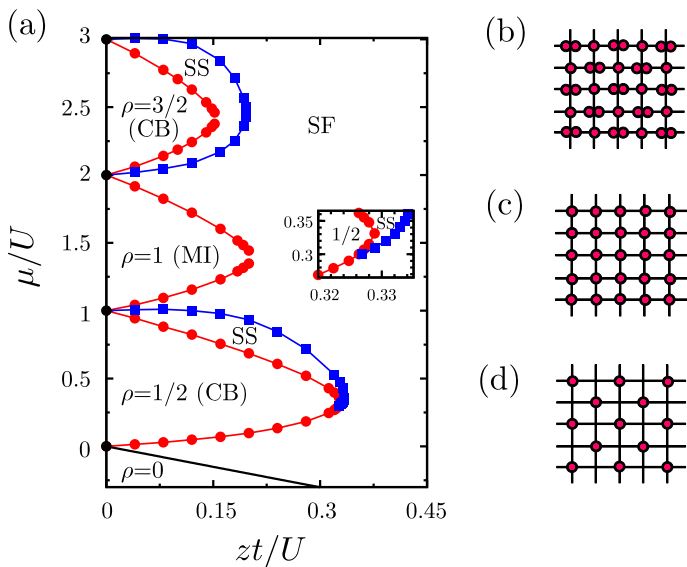 (a)
3
2.5
2
1.5
1
0.5
0
μ/U
SS
ρ=3/2
(CB)
SF
ρ=1 (MI)
0.35
0.3
1/2
SS
0.32
0.33
SS
ρ=1/2 (CB)
ρ=0
0
0.15
0.3
0.45
zt/U
(b)
(c)
(d)